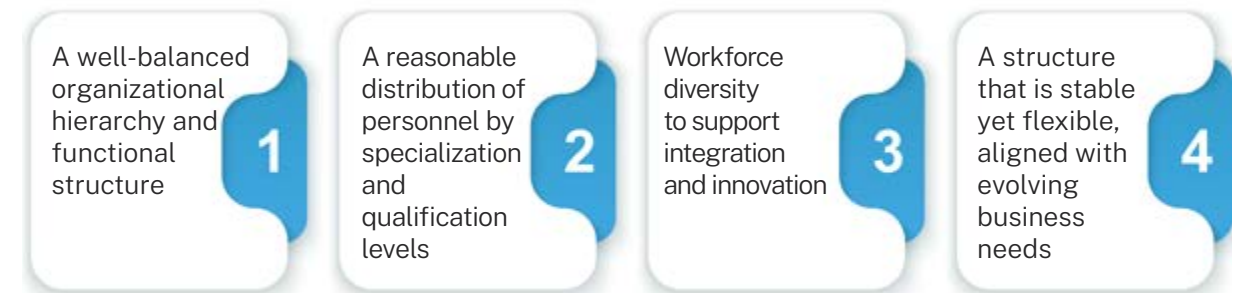 A well-balanced
organizational
hierarchy and
functional
structure
1
A reasonable
distribution of
personnel by
specialization
and
qualification
levels
2
Workforce
diversity
to support
integration
and innovation
3
A structure
that is stable
yet flexible,
aligned with
evolving
business
needs
4